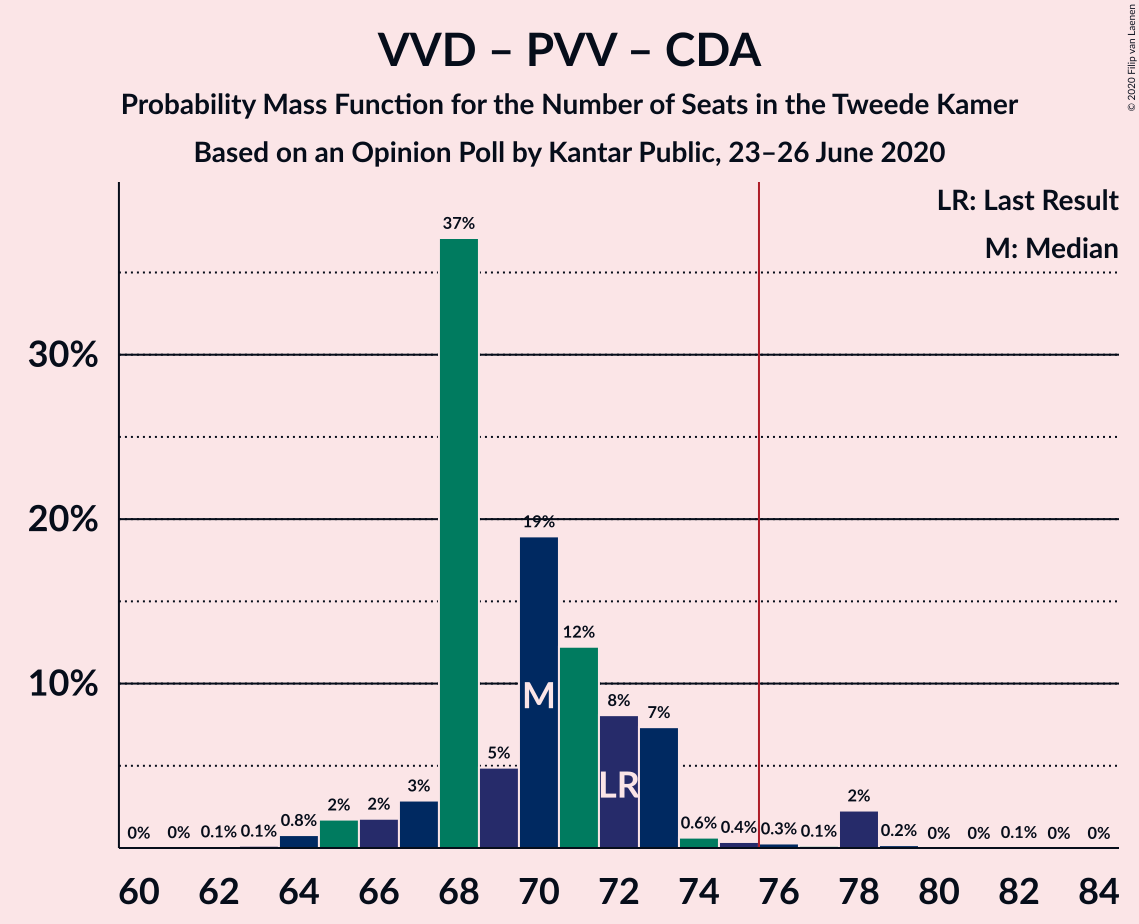 VVD – PVV – CDA
Probability Mass Function for the Number of Seats in the Tweede Kamer
Based on an Opinion Poll by Kantar Public, 23–26 June 2020
© 2020 Filip van Laenen
LR: Last Result
M: Median
30%
20%
10%
0% 0% 0.1% 0.1% 0.8% 2% 2% 3% 37% 5% 19% 12% 8% 7% 0.6% 0.4% 0.3% 0.1% 2% 0.2% 0% 0% 0.1% 0% 0%
M
LR
60 62 64 66 68 70 72 74 76 78 80 82 84